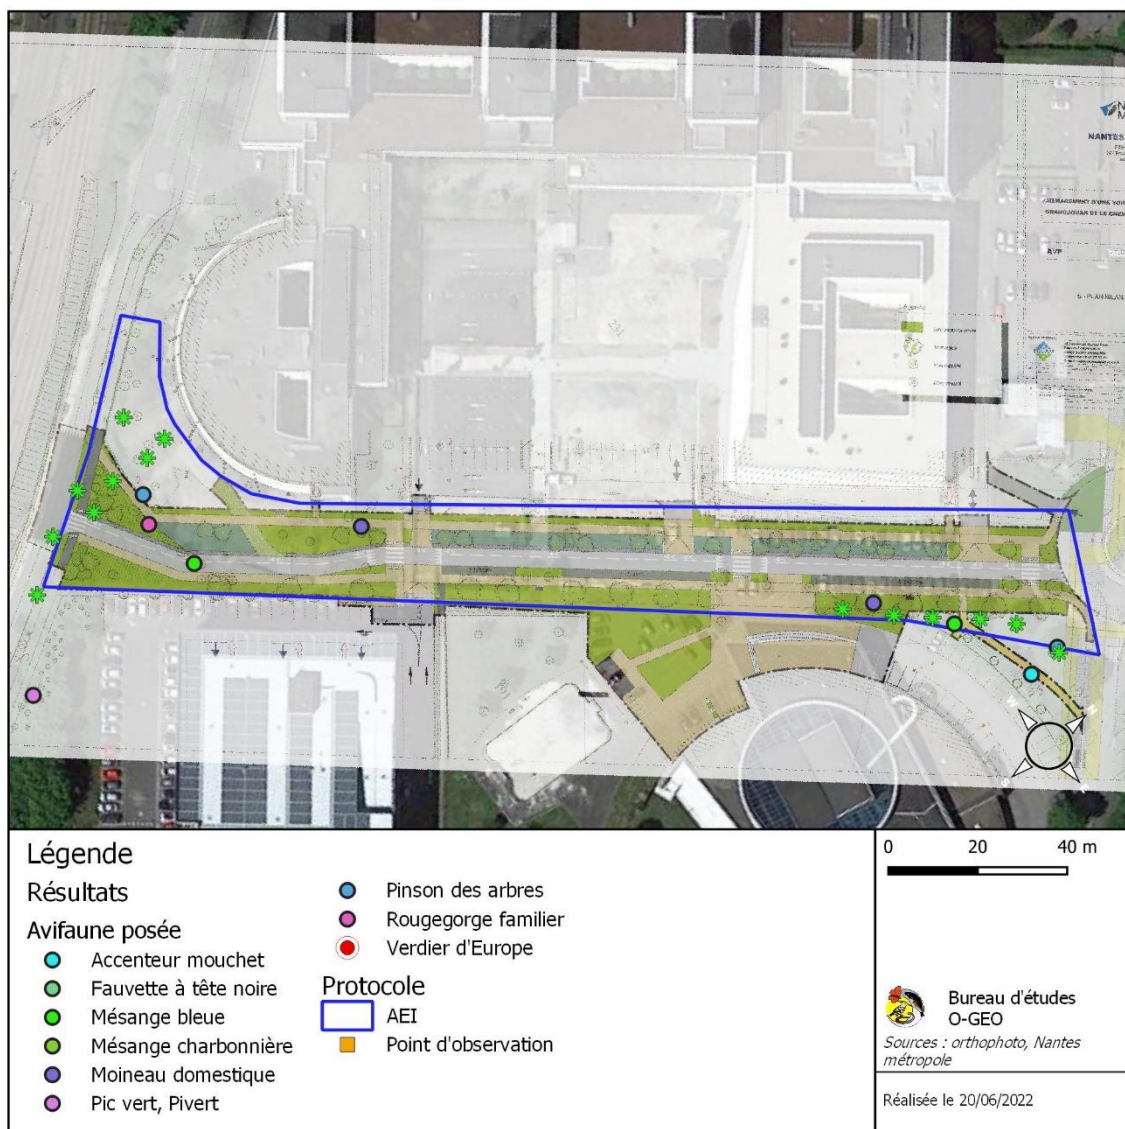 NANTES
AVP
Légende
Résultats
Avifaune posée
Accenteur mouchet
Fauvette à tête noire
Mésange bleue
Mésange charbonnière
Moineau domestique
Pic vert, Pivert
Pinson des arbres
Rougegorge familier
Verdier d'Europe
Protocole
AEI
Point d'observation
0 20 40 m
Bureau d'études
O-GEO
Sources : orthophoto, Nantes
métropole
Réalisée le 20/06/2022